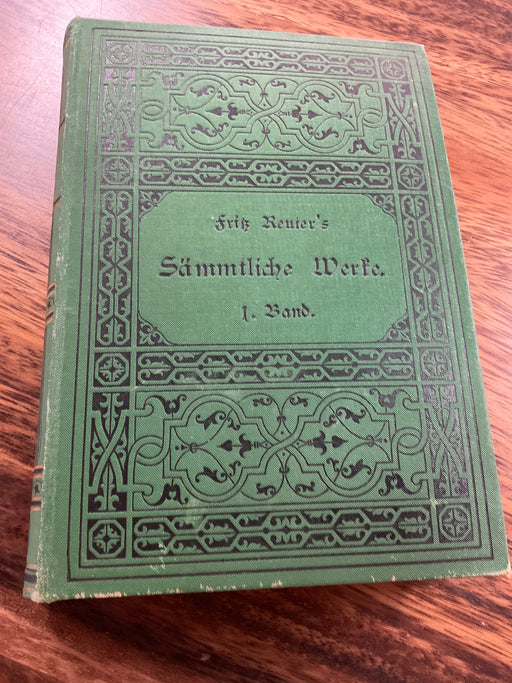 Fritz Reuter's
Sämmtliche Werke.
1. Band.